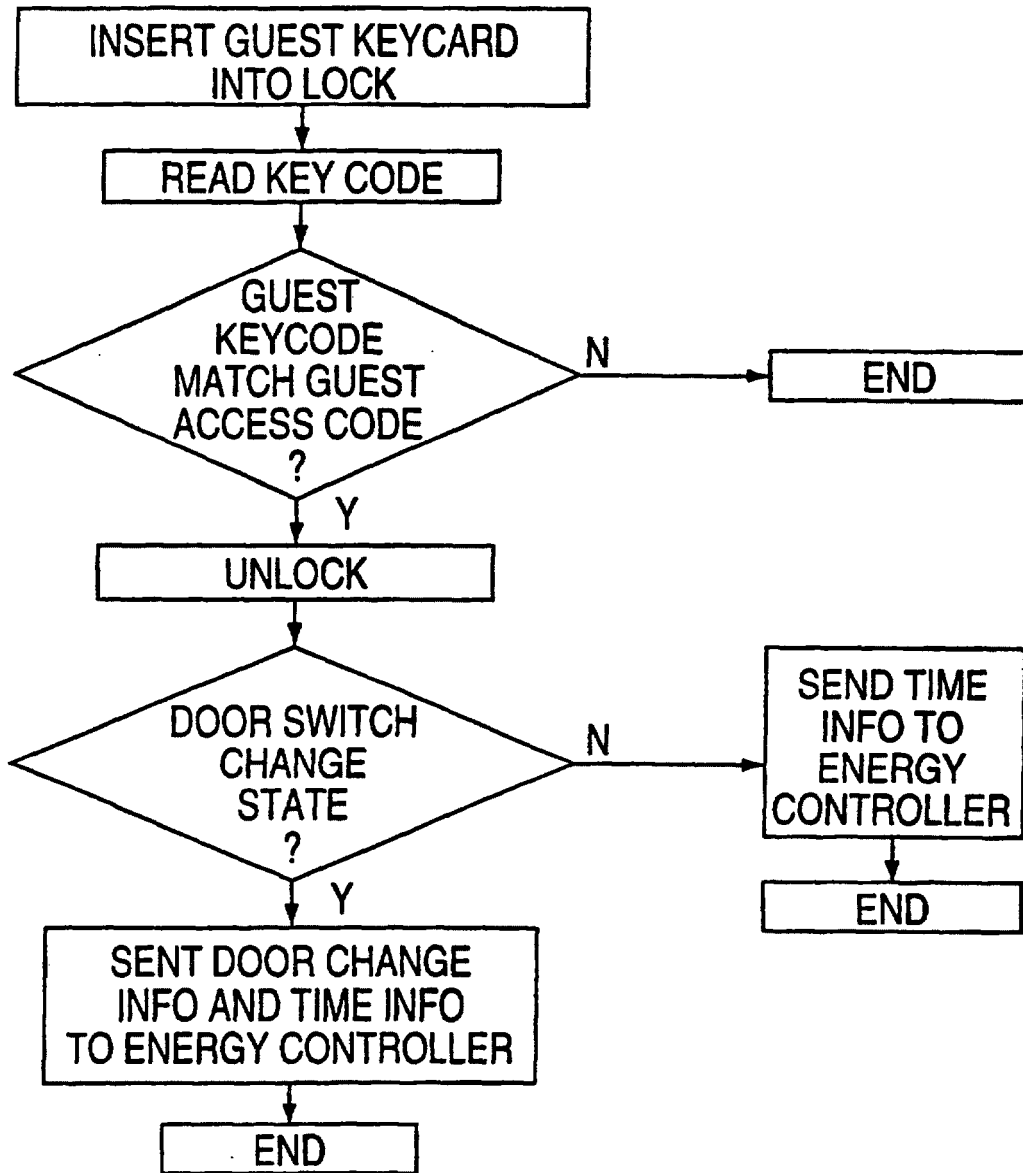 INSERT GUEST KEYCARD
INTO LOCK
READ KEY CODE
GUEST
KEYCODE
MATCH GUEST
ACCESS CODE
?
N
END
Y
UNLOCK
DOOR SWITCH
CHANGE
STATE
?
N
SEND TIME
INFO TO
ENERGY
CONTROLLER
END
Y
SENT DOOR CHANGE
INFO AND TIME INFO
TO ENERGY CONTROLLER
END